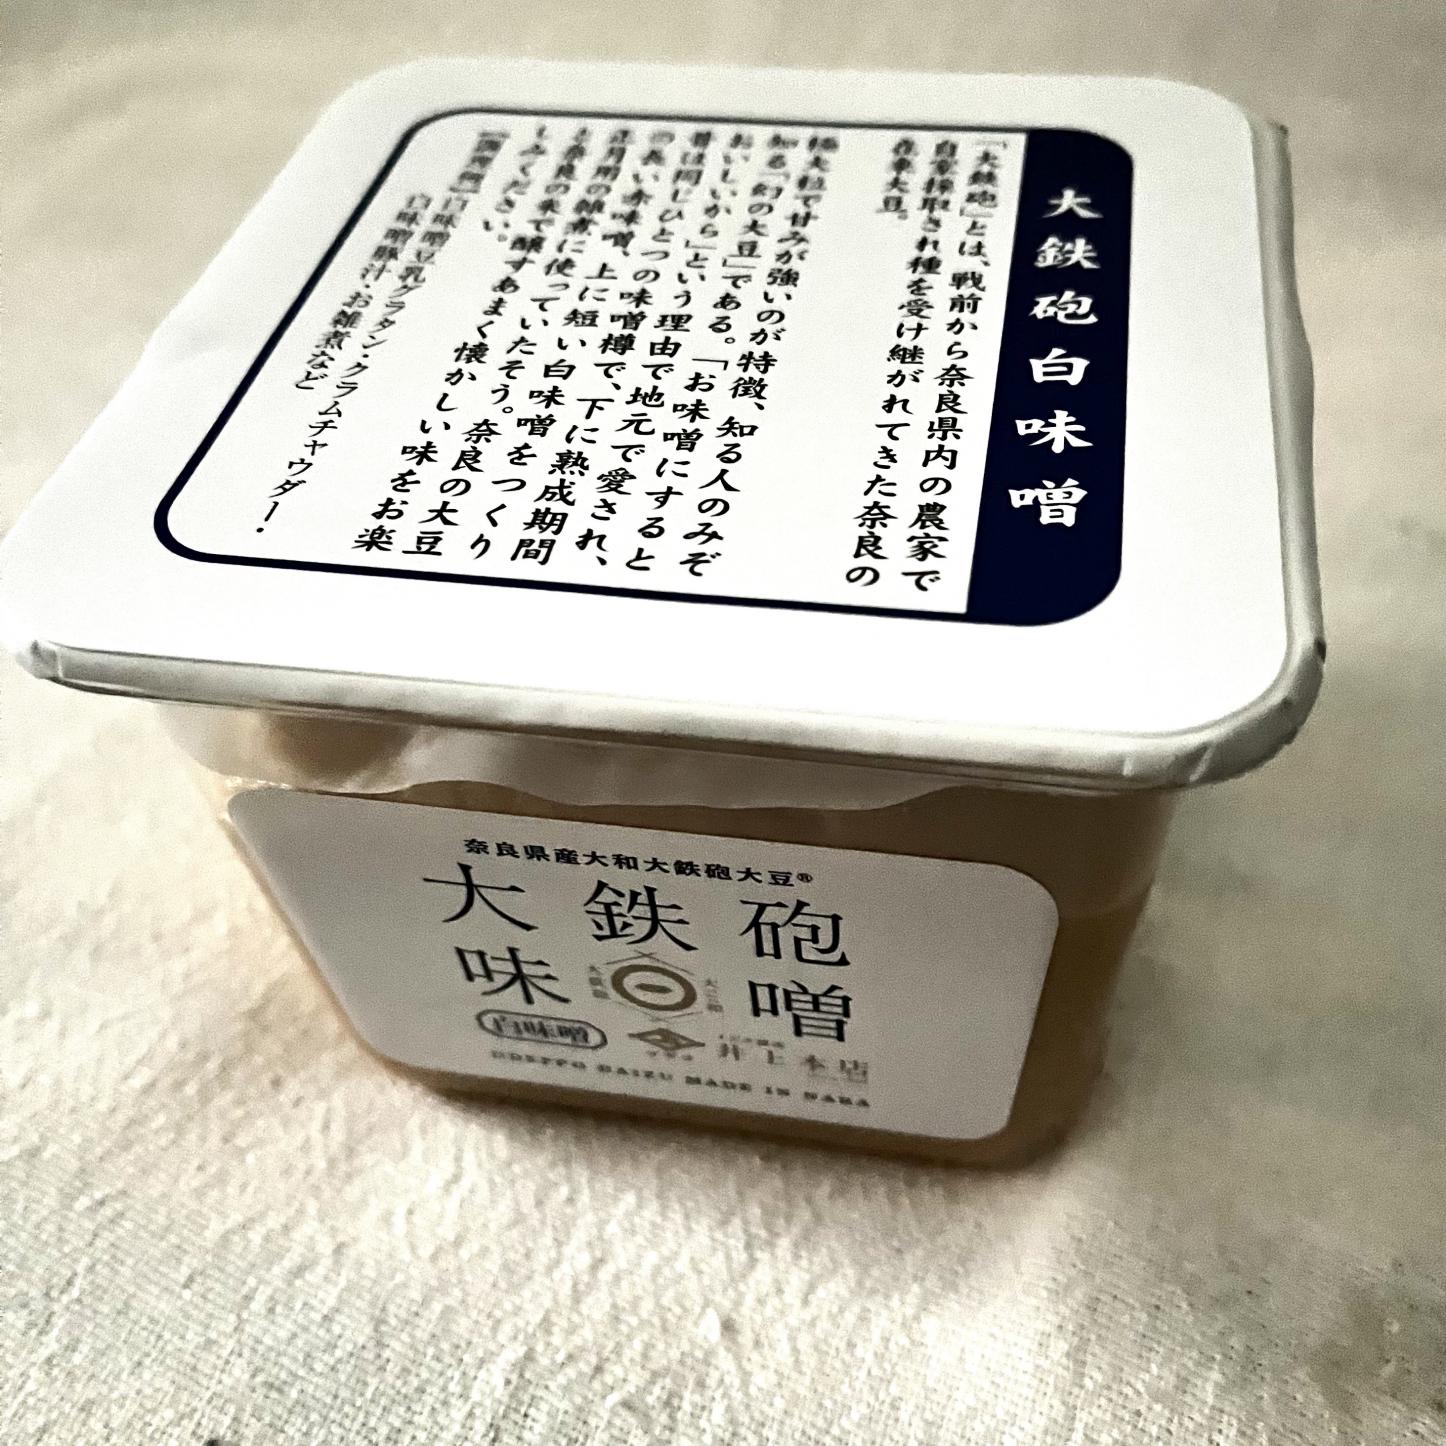 大鉄砲白味噌
「大鉄砲」とは、戦前から奈良県内の農家で
自家採取され種を受け継がれてきた奈良の
在来大豆。
極大粒で甘みが強いのが特徴、知る人のみぞ
知る「幻の大豆」である。「お味噌にすると
おいしいから」という理由で地元で愛され、
昔は同じひとつの味噌樽で、下に熟成期間
の長い赤味噌、上に短い白味噌をつくり
正月用の雑煮に使っていたそう。奈良の大豆
と奈良の米で醸すあまく懐かしい味をお楽
しみください。
【調理例】白味噌豆乳グラタン・クラムチャウダー・
白味噌豚汁・お雑煮など
奈良県産大和大鉄砲大豆®
大鉄砲
味噌
白味噌
井上本店
ODEPPO DAIZU MADE IN NARA